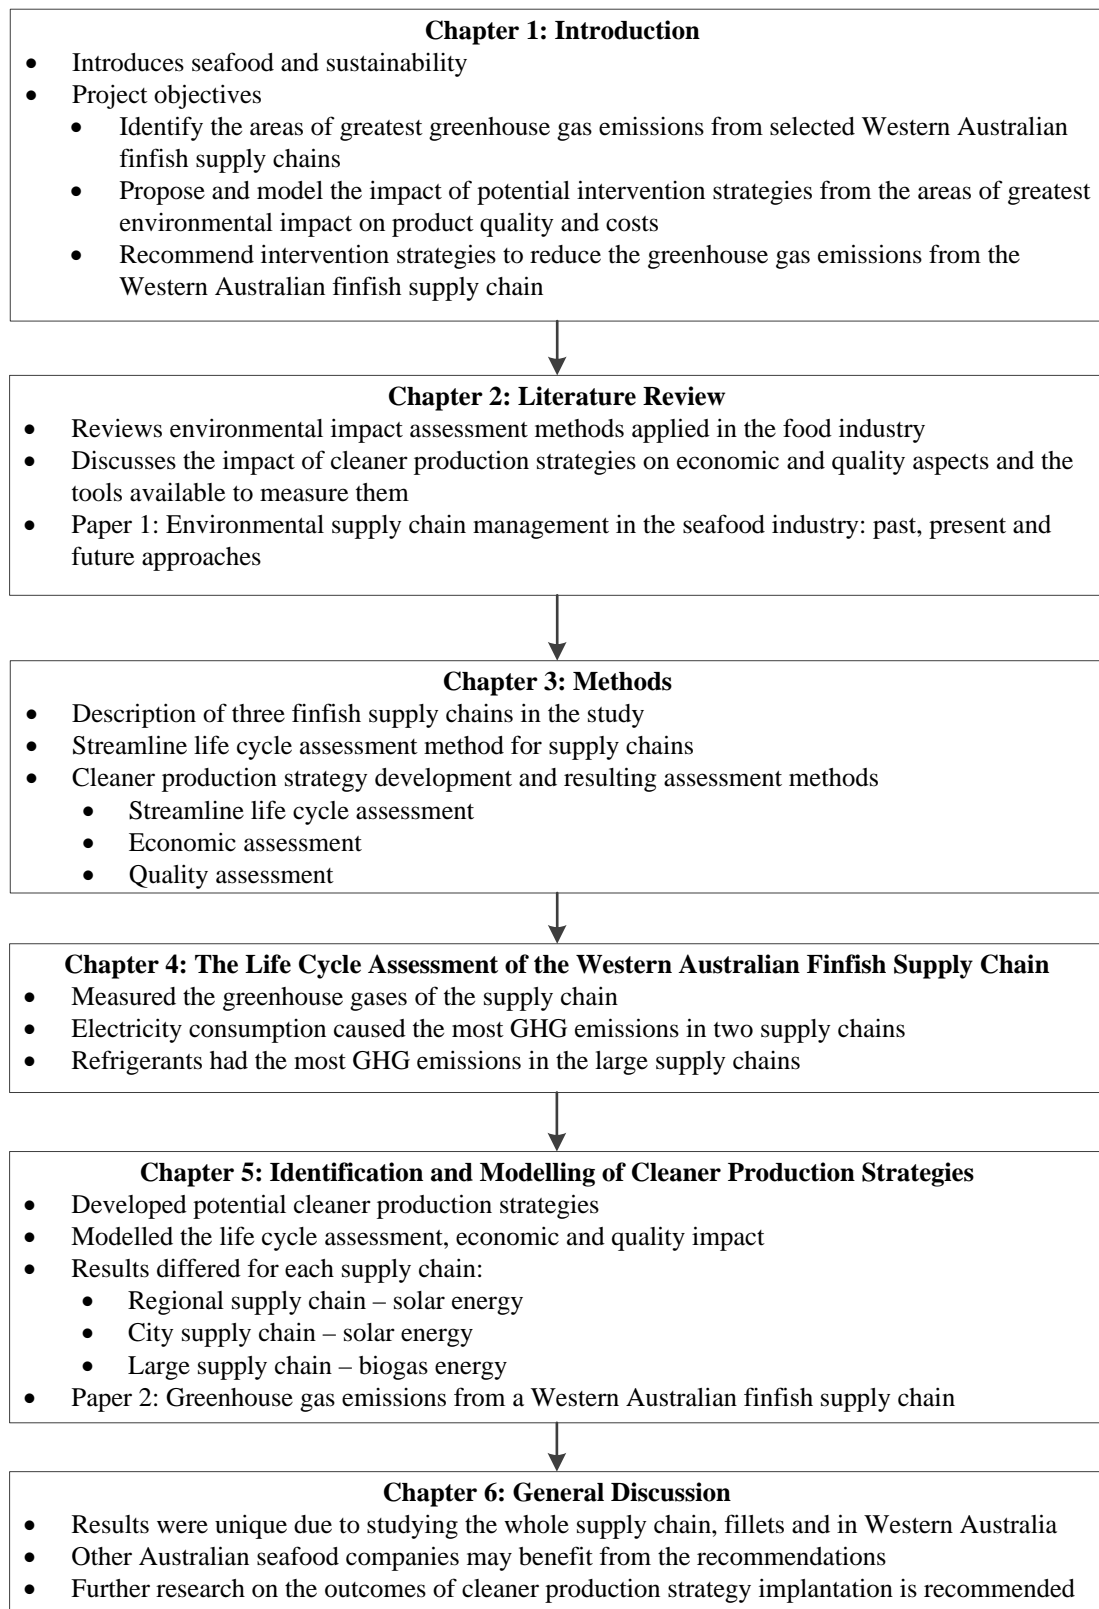 Chapter 1: Introduction
• Introduces seafood and sustainability
• Project objectives
• Identify the areas of greatest greenhouse gas emissions from selected Western Australian
finfish supply chains
• Propose and model the impact of potential intervention strategies from the areas of greatest
environmental impact on product quality and costs
• Recommend intervention strategies to reduce the greenhouse gas emissions from the
Western Australian finfish supply chain
Chapter 2: Literature Review
• Reviews environmental impact assessment methods applied in the food industry
• Discusses the impact of cleaner production strategies on economic and quality aspects and the
tools available to measure them
• Paper 1: Environmental supply chain management in the seafood industry: past, present and
future approaches
Chapter 3: Methods
• Description of three finfish supply chains in the study
• Streamline life cycle assessment method for supply chains
• Cleaner production strategy development and resulting assessment methods
• Streamline life cycle assessment
• Economic assessment
• Quality assessment
Chapter 4: The Life Cycle Assessment of the Western Australian Finfish Supply Chain
• Measured the greenhouse gases of the supply chain
• Electricity consumption caused the most GHG emissions in two supply chains
• Refrigerants had the most GHG emissions in the large supply chains
Chapter 5: Identification and Modelling of Cleaner Production Strategies
• Developed potential cleaner production strategies
• Modelled the life cycle assessment, economic and quality impact
• Results differed for each supply chain:
• Regional supply chain – solar energy
• City supply chain – solar energy
• Large supply chain – biogas energy
• Paper 2: Greenhouse gas emissions from a Western Australian finfish supply chain
Chapter 6: General Discussion
• Results were unique due to studying the whole supply chain, fillets and in Western Australia
• Other Australian seafood companies may benefit from the recommendations
• Further research on the outcomes of cleaner production strategy implantation is recommended